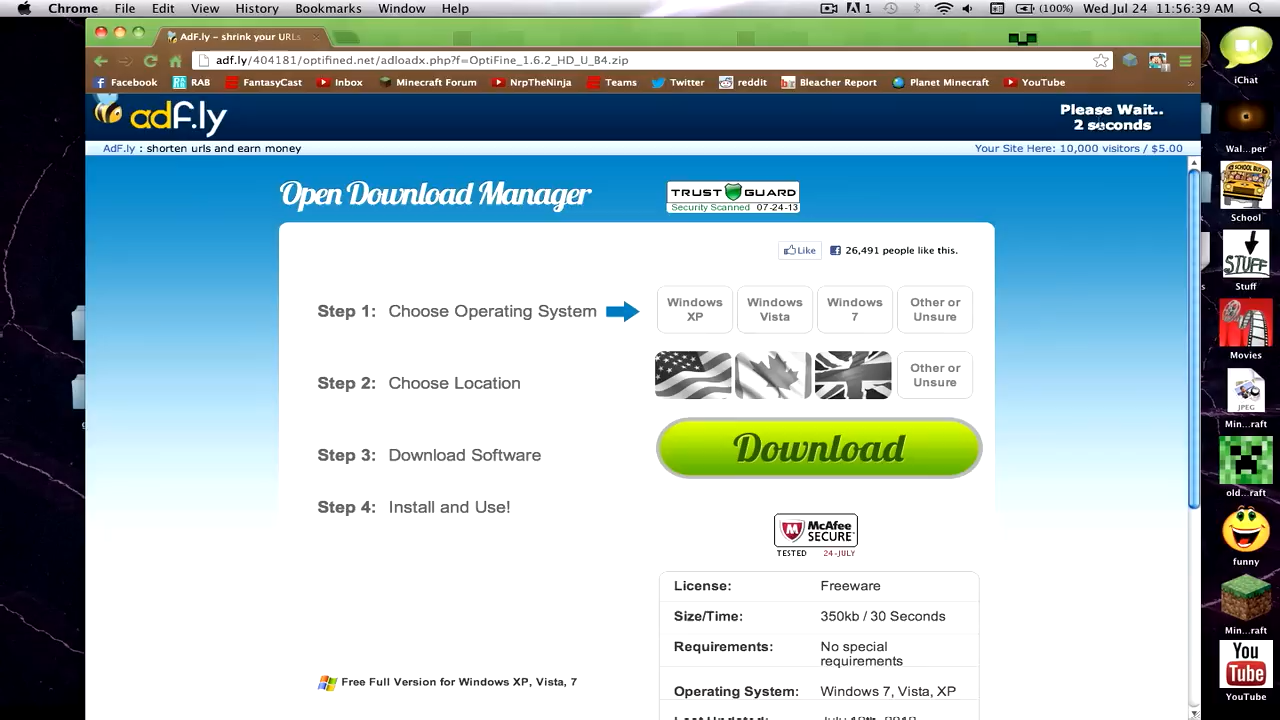 Chrome File Edit View History Bookmarks Window Help 1 (100%) Wed Jul 24 11:56:39 AM
AdF.ly – shrink your URLs
adf.ly/404181/optifined.net/adloadx.php?f=OptiFine_1.6.2_HD_U_B4.zip
Facebook RAB FantasyCast Inbox Minecraft Forum NrpTheNinja Teams Twitter reddit Bleacher Report Planet Minecraft YouTube
adf.ly
Please Wait..
2 seconds
AdF.ly : shorten urls and earn money
Your Site Here: 10,000 visitors / $5.00
Open Download Manager
TRUST GUARD
Security Scanned 07-24-13
Like 26,491 people like this.
Step 1: Choose Operating System
Windows XP
Windows Vista
Windows 7
Other or Unsure
Step 2: Choose Location
Other or Unsure
Step 3: Download Software
Download
Step 4: Install and Use!
McAfee SECURE
TESTED 24-JULY
License: Freeware
Size/Time: 350kb / 30 Seconds
Requirements: No special requirements
Operating System: Windows 7, Vista, XP
Free Full Version for Windows XP, Vista, 7
iChat
Wal...per
School
STUFF
Stuff
Movies
JPEG
Min...raft
old...raft
funny
Min...raft
You Tube
YouTube